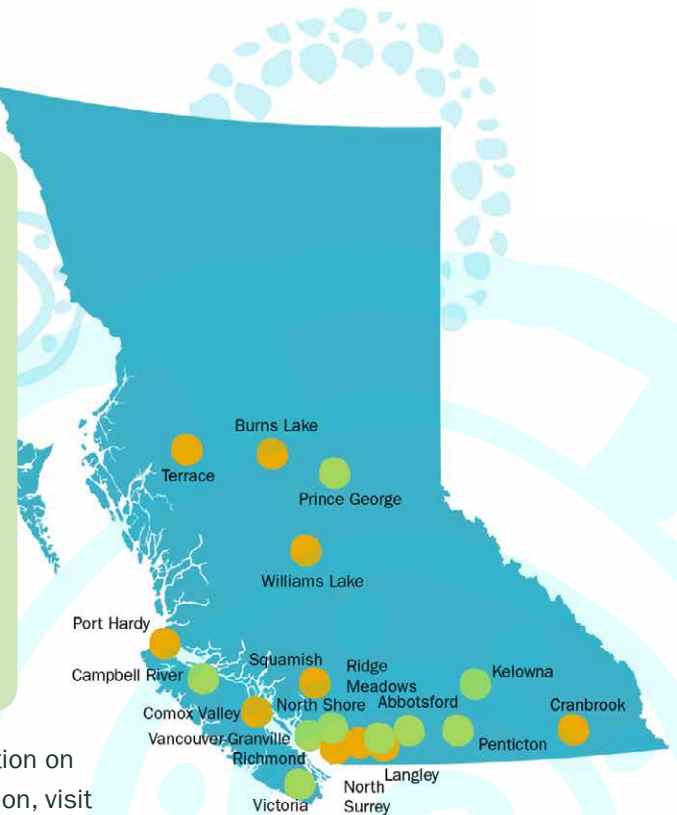 Burns Lake
Terrace
Prince George
Williams Lake
Port Hardy
Squamish
Ridge
Meadows
Kelowna
Campbell River
North Shore
Abbotsford
Cranbrook
Comox Valley
Vancouver-Granville
Penticton
Richmond
Langley
North
Surrey
Victoria
tion on
on, visit